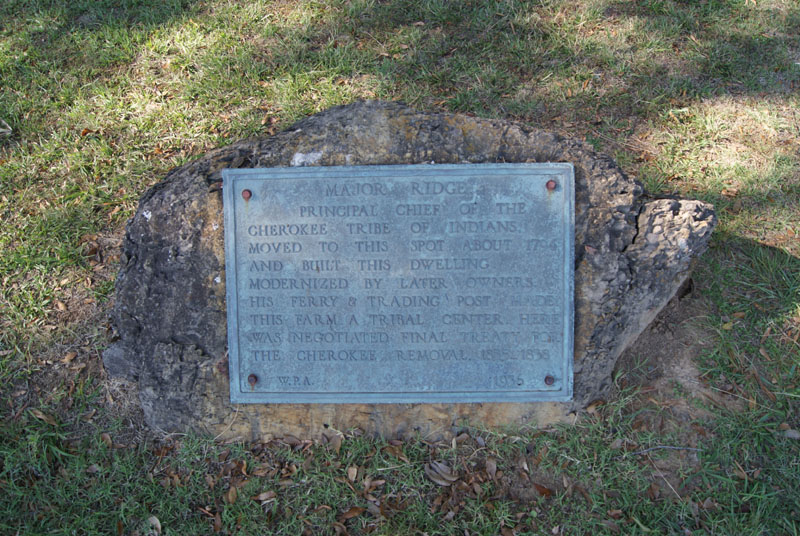 MAJOR RIDGE
PRINCIPAL CHIEF OF THE
CHEROKEE TRIBE OF INDIANS,
MOVED TO THIS SPOT ABOUT 1794
AND BUILT THIS DWELLING
MODERNIZED BY LATER OWNERS
HIS FERRY & TRADING POST MADE
THIS FARM A TRIBAL CENTER. HERE
WAS NEGOTIATED FINAL TREATY FOR
THE CHEROKEE REMOVAL 1838
W.P.A. 1935